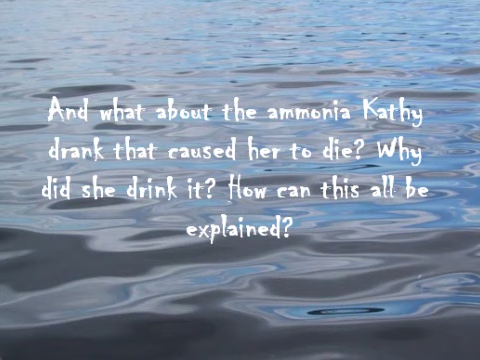 And what about the ammonia Kathy
drank that caused her to die? Why
did she drink it? How can this all be
explained?